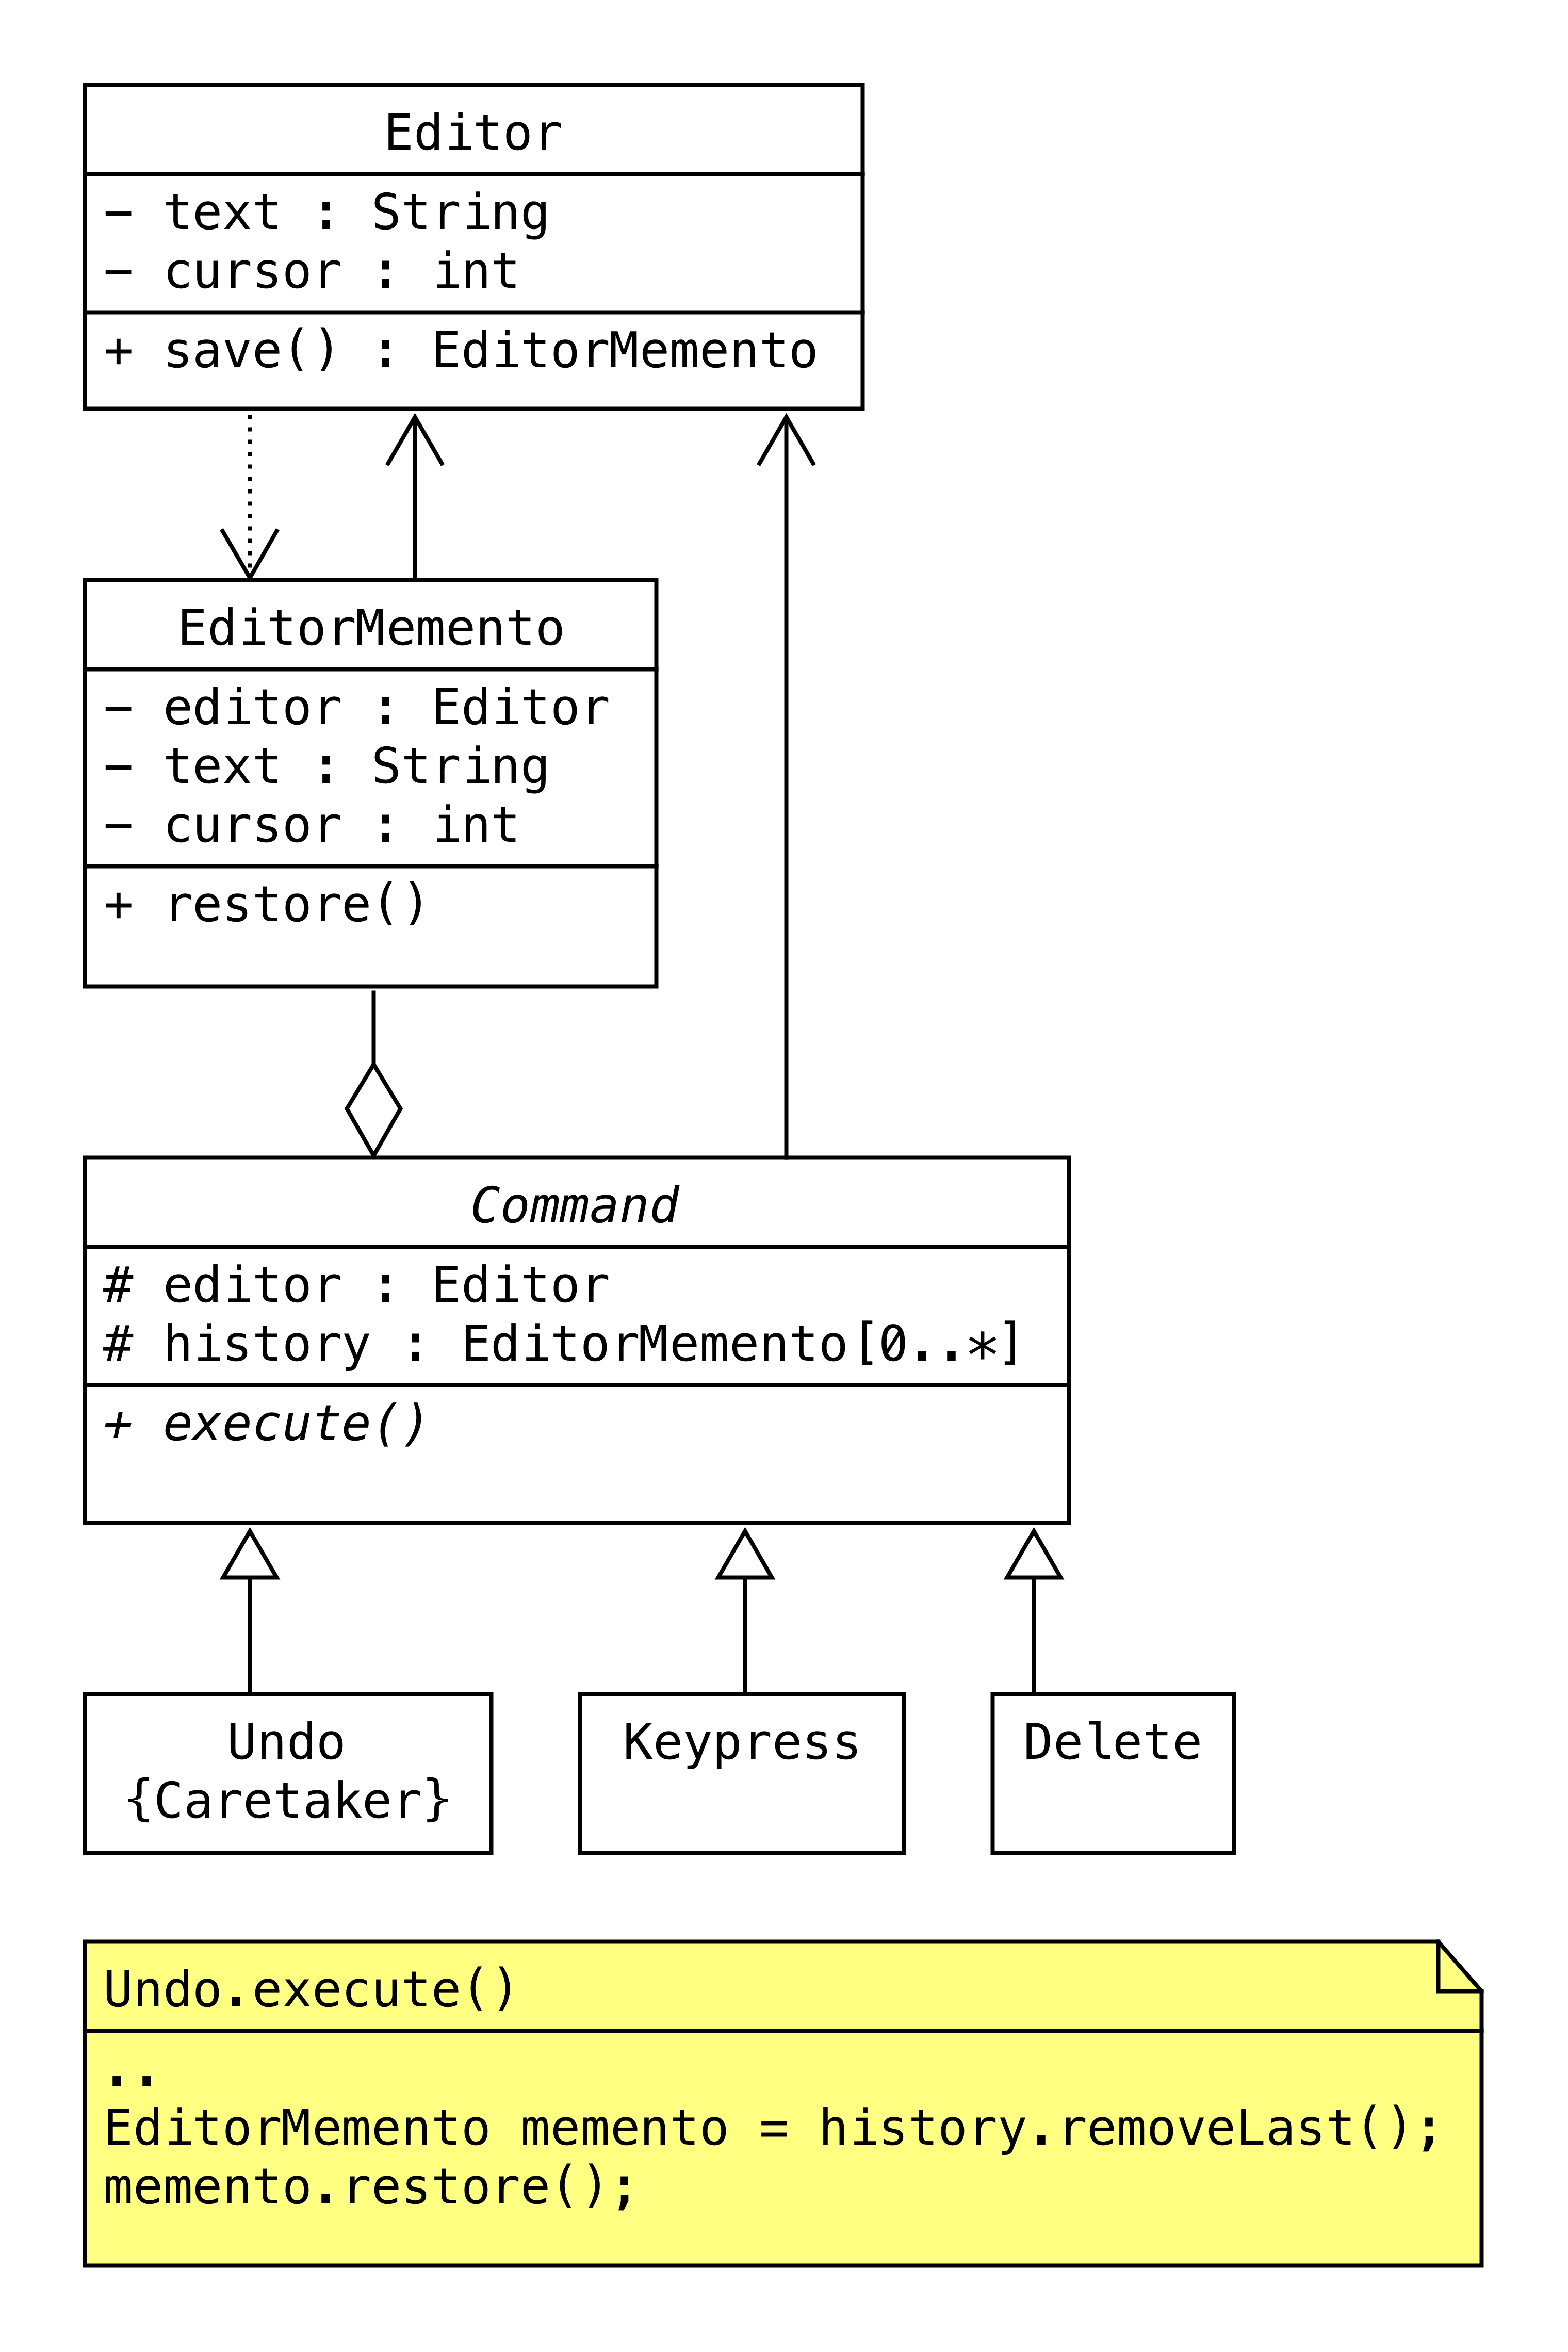 Editor
− text : String
− cursor : int
+ save() : EditorMemento
EditorMemento
− editor : Editor
− text : String
− cursor : int
+ restore()
Command
# editor : Editor
# history : EditorMemento[0..*]
+ execute()
Undo
{Caretaker}
Keypress
Delete
Undo.execute()
..
EditorMemento memento = history.removeLast();
memento.restore();